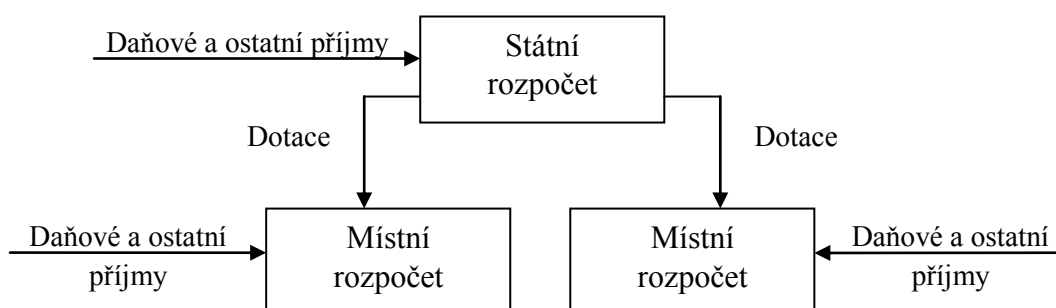 Daňové a ostatní příjmy
Státní
rozpočet
Dotace
Dotace
Daňové a ostatní
příjmy
Místní
rozpočet
Místní
rozpočet
Daňové a ostatní
příjmy